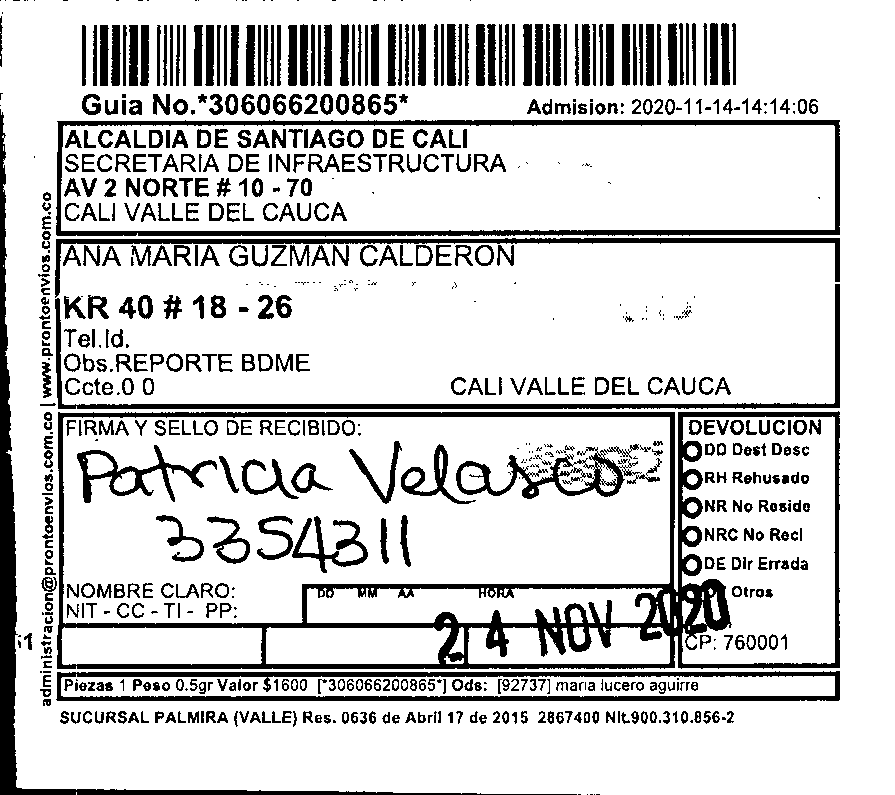 Guia No.*306066200865*
Admision: 2020-11-14-14:14:06
ALCALDIA DE SANTIAGO DE CALI
SECRETARIA DE INFRAESTRUCTURA
AV 2 NORTE # 10 - 70
CALI VALLE DEL CAUCA
ANA MARIA GUZMAN CALDERON
KR 40 # 18 - 26
Tel.Id.
Obs.REPORTE BDME
Ccte.0 0
CALI VALLE DEL CAUCA
FIRMA Y SELLO DE RECIBIDO:
Patricia Velasco
3354311
NOMBRE CLARO:
NIT - CC - TI - PP:
DD MM AA HORA
24 NOV 2020
DEVOLUCION
DD Dest Desc
RH Rehusado
NR No Reside
NRC No Recl
DE Dir Errada
Otros
CP: 760001
Piezas 1 Peso 0.5gr Valor $1600 [*306066200865*] Ods: [92737] maria lucero aguirre
SUCURSAL PALMIRA (VALLE) Res. 0636 de Abril 17 de 2015 2867400 Nit.900.310.856-2
administracion@prontoenvios.com.co | www.prontoenvios.com.co